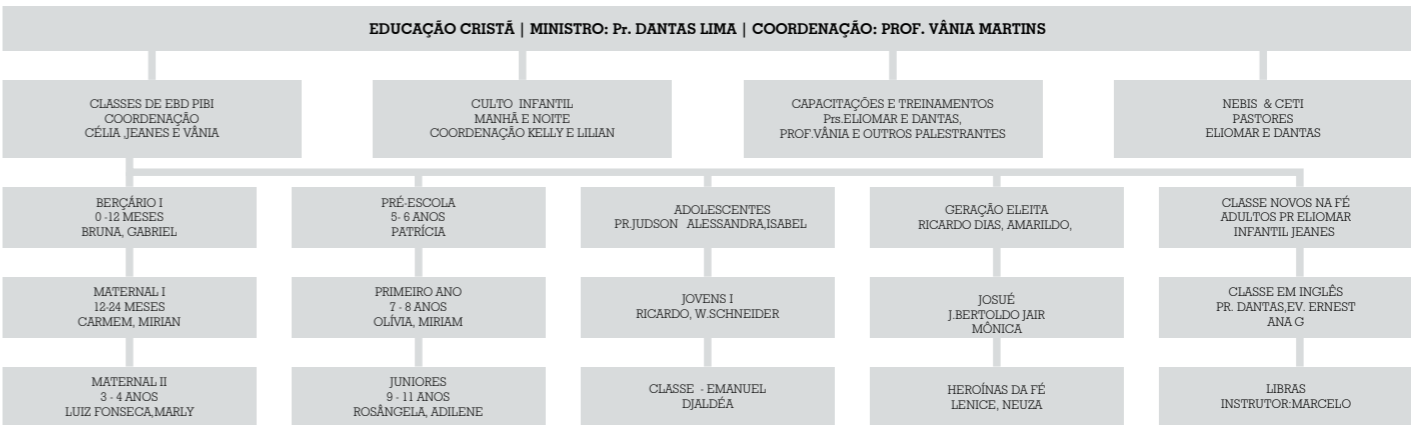 EDUCAÇÃO CRISTÃ | MINISTRO: Pr. DANTAS LIMA | COORDENAÇÃO: PROF. VÂNIA MARTINS
CLASSES DE EBD PIBI
COORDENAÇÃO
CÉLIA ,JEANES E VÂNIA
CULTO INFANTIL
MANHÃ E NOITE
COORDENAÇÃO KELLY E LILIAN
CAPACITAÇÕES E TREINAMENTOS
Prs.ELIOMAR E DANTAS,
PROF.VÂNIA E OUTROS PALESTRANTES
NEBIS & CETI
PASTORES
ELIOMAR E DANTAS
BERÇÁRIO I
0 -12 MESES
BRUNA, GABRIEL
PRÉ-ESCOLA
5- 6 ANOS
PATRÍCIA
ADOLESCENTES
PR.JUDSON ALESSANDRA,ISABEL
GERAÇÃO ELEITA
RICARDO DIAS, AMARILDO,
CLASSE NOVOS NA FÉ
ADULTOS PR ELIOMAR
INFANTIL JEANES
MATERNAL I
12-24 MESES
CARMEM, MIRIAN
PRIMEIRO ANO
7 - 8 ANOS
OLÍVIA, MIRIAM
JOVENS I
RICARDO, W.SCHNEIDER
JOSUÉ
J.BERTOLDO JAIR
MÔNICA
CLASSE EM INGLÊS
PR. DANTAS,EV. ERNEST
ANA G
MATERNAL II
3 - 4 ANOS
LUIZ FONSECA,MARLY
JUNIORES
9 - 11 ANOS
ROSÂNGELA, ADILENE
CLASSE - EMANUEL
DJALDÉA
HEROÍNAS DA FÉ
LENICE, NEUZA
LIBRAS
INSTRUTOR:MARCELO